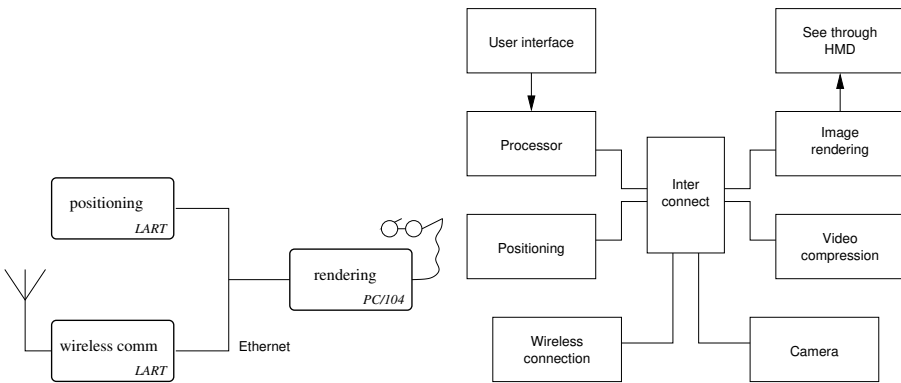 positioning
LART
wireless comm
LART
Ethernet
rendering
PC/104
User interface
See through
HMD
Processor
Image
rendering
Inter
connect
Positioning
Video
compression
Wireless
connection
Camera